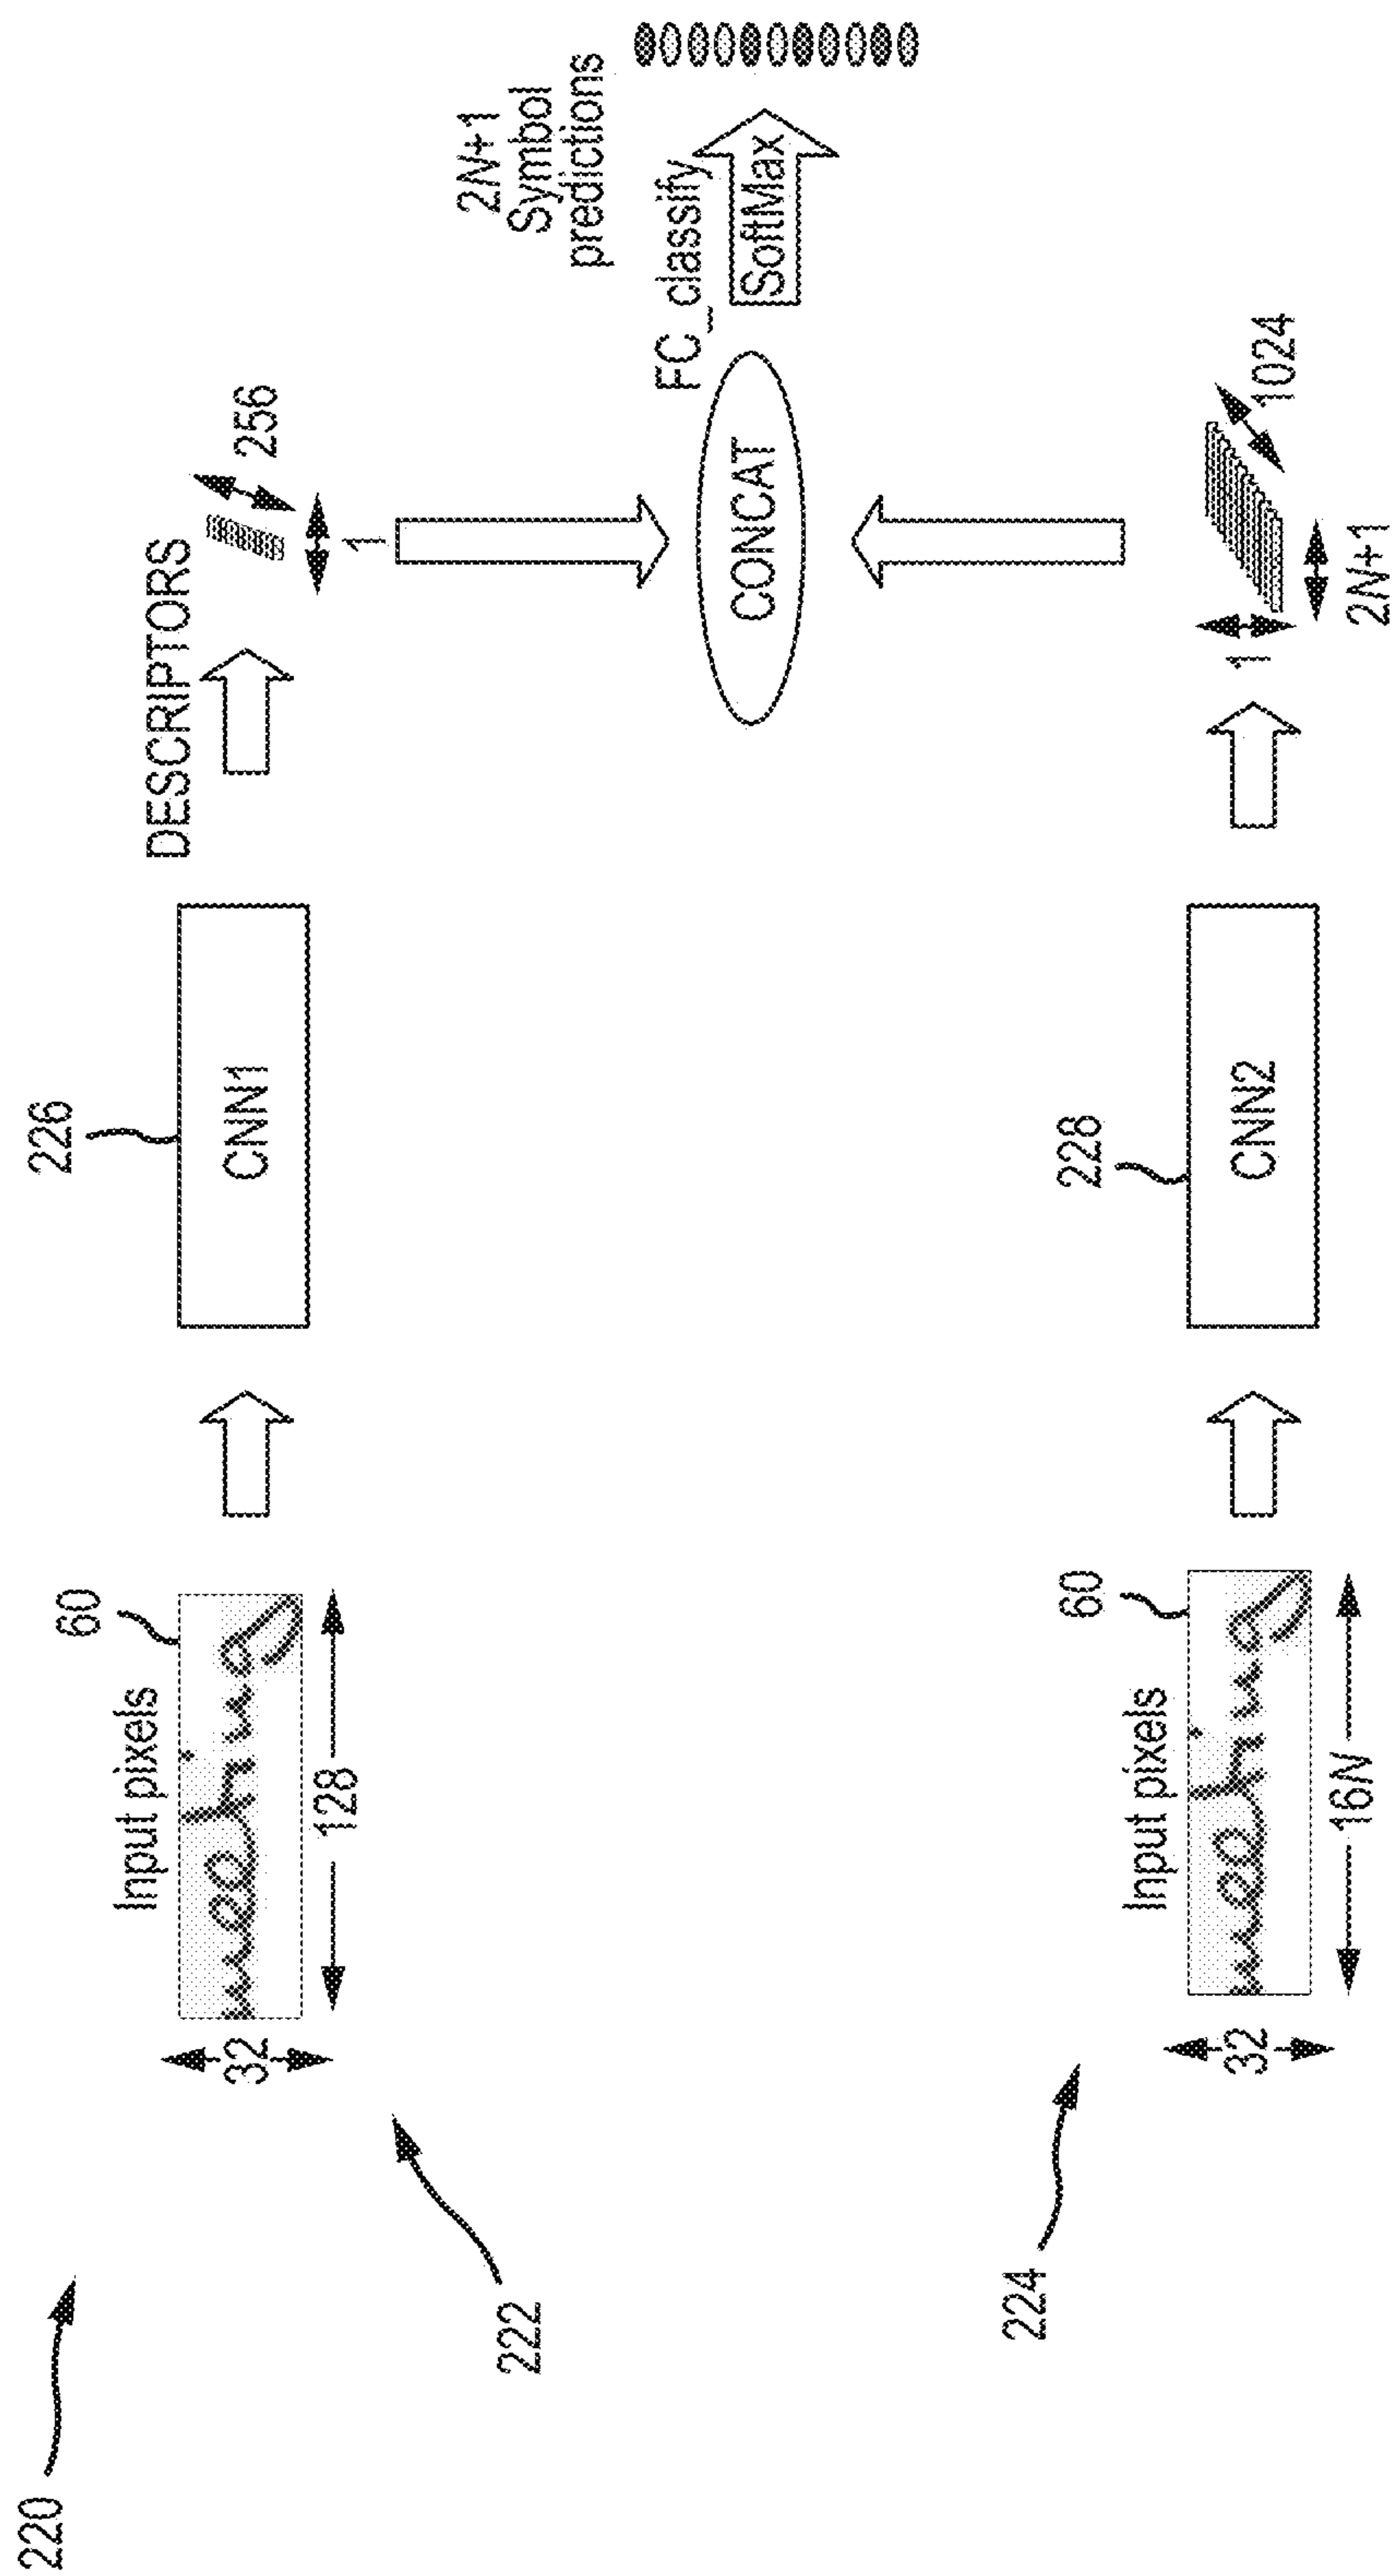 220
222
60
Input pixels
32
128
226
CNN1
DESCRIPTORS
256
1
CONCAT
FC_classify
SoftMax
2N+1
Symbol
predictions
224
60
Input pixels
32
16N
228
CNN2
1
1024
2N+1